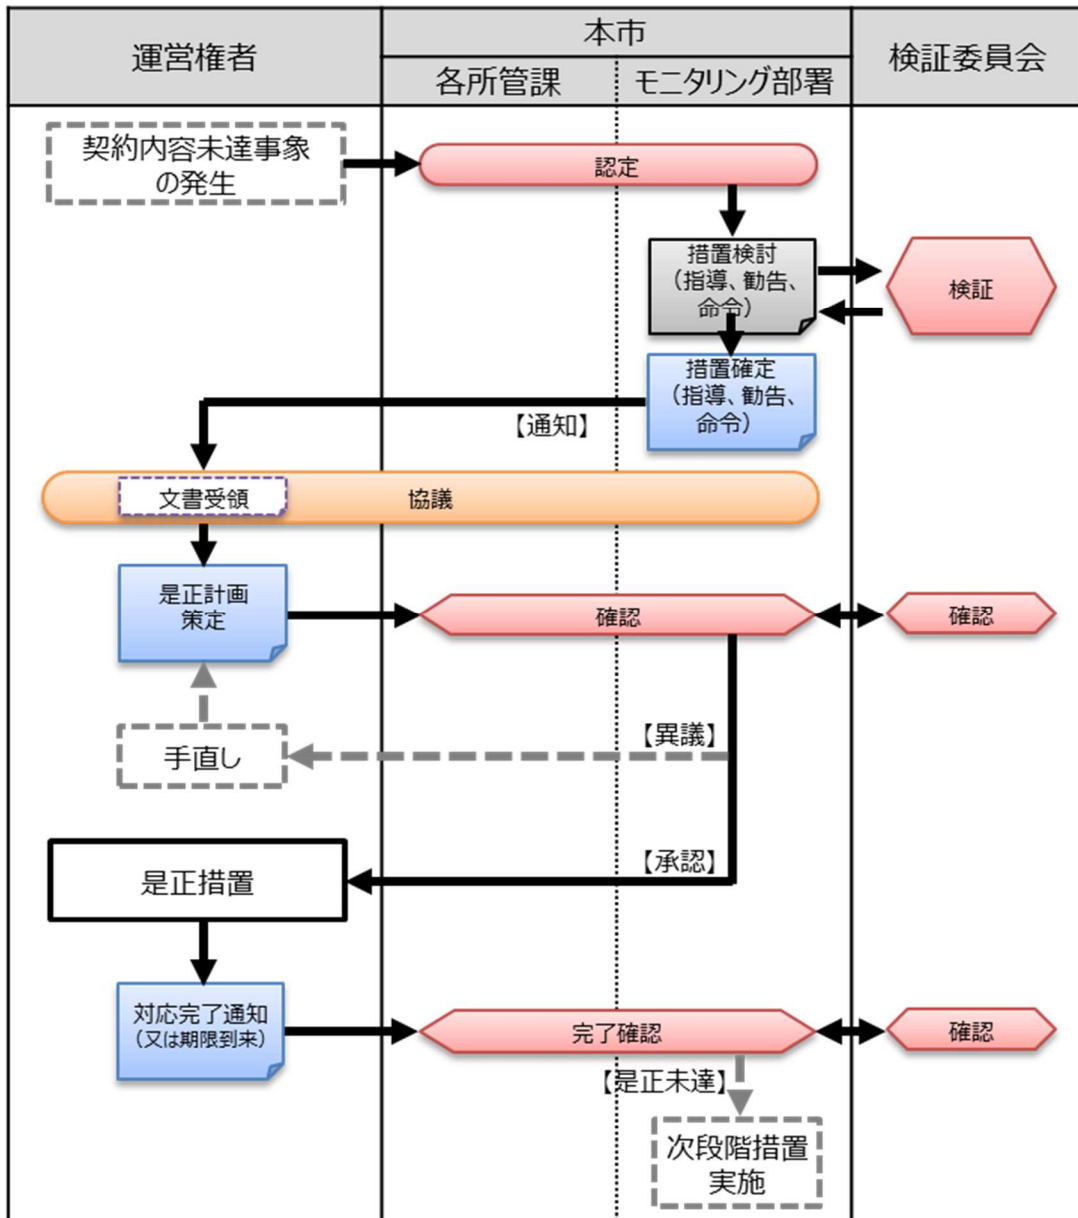 運営権者
本市
検証委員会
各所管課
モニタリング部署
契約内容未達事象
の発生
認定
措置検討
（指導、勧告、
命令）
検証
措置確定
（指導、勧告、
命令）
【通知】
文書受領
協議
是正計画
策定
確認
確認
【異議】
手直し
【承認】
是正措置
対応完了通知
（又は期限到来）
完了確認
確認
【是正未達】
次段階措置
実施